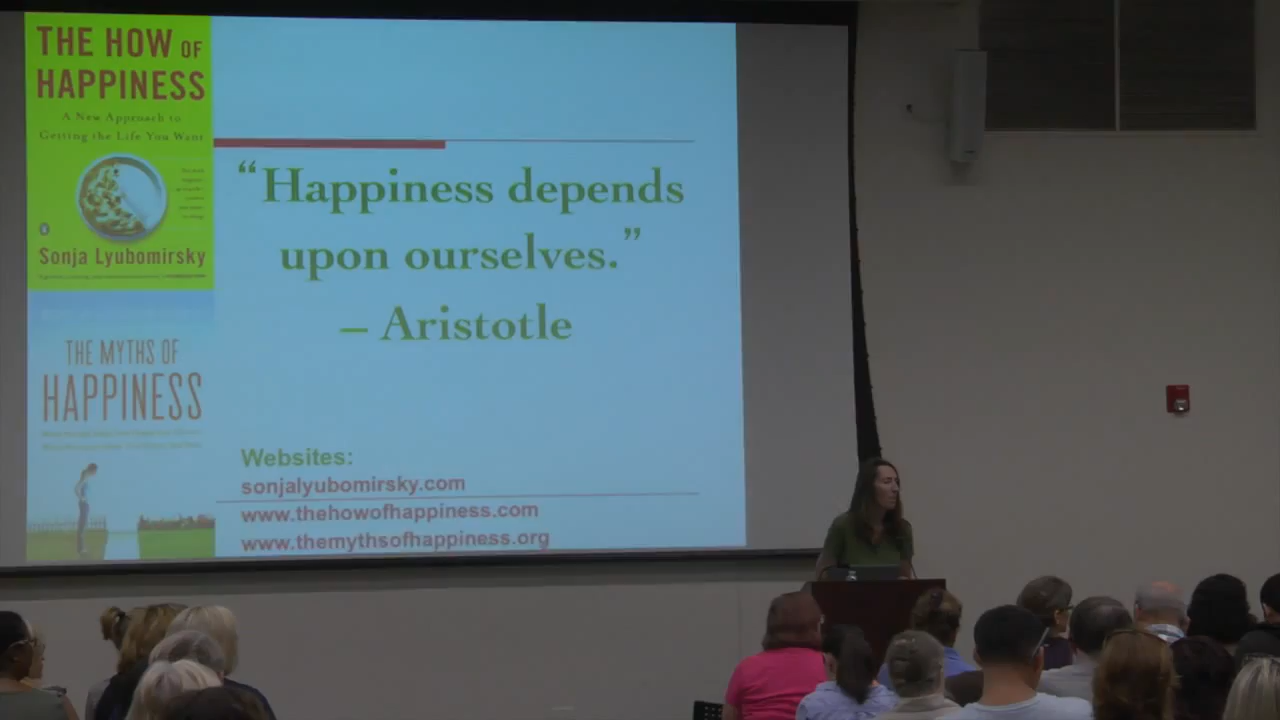 THE HOW OF
HAPPINESS
A New Approach to
Getting the Life You Want
Sonja Lyubomirsky
THE MYTHS OF
HAPPINESS
“Happiness depends
upon ourselves.”
– Aristotle
Websites:
sonjalyubomirsky.com
www.thehowofhappiness.com
www.themythsofhappiness.org